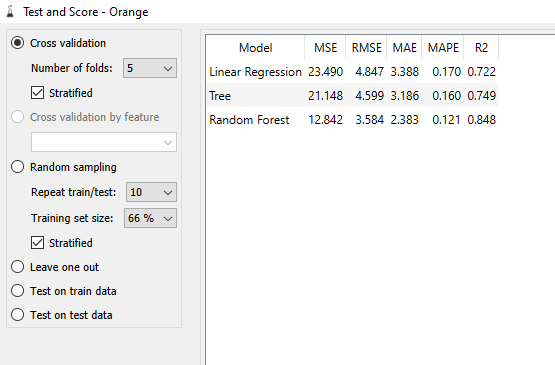 Test and Score - Orange
Cross validation
Number of folds: 5
Stratified
Cross validation by feature
Random sampling
Repeat train/test: 10
Training set size: 66 %
Stratified
Leave one out
Test on train data
Test on test data
Model MSE RMSE MAE MAPE R2
Linear Regression 23.490 4.847 3.388 0.170 0.722
Tree 21.148 4.599 3.186 0.160 0.749
Random Forest 12.842 3.584 2.383 0.121 0.848